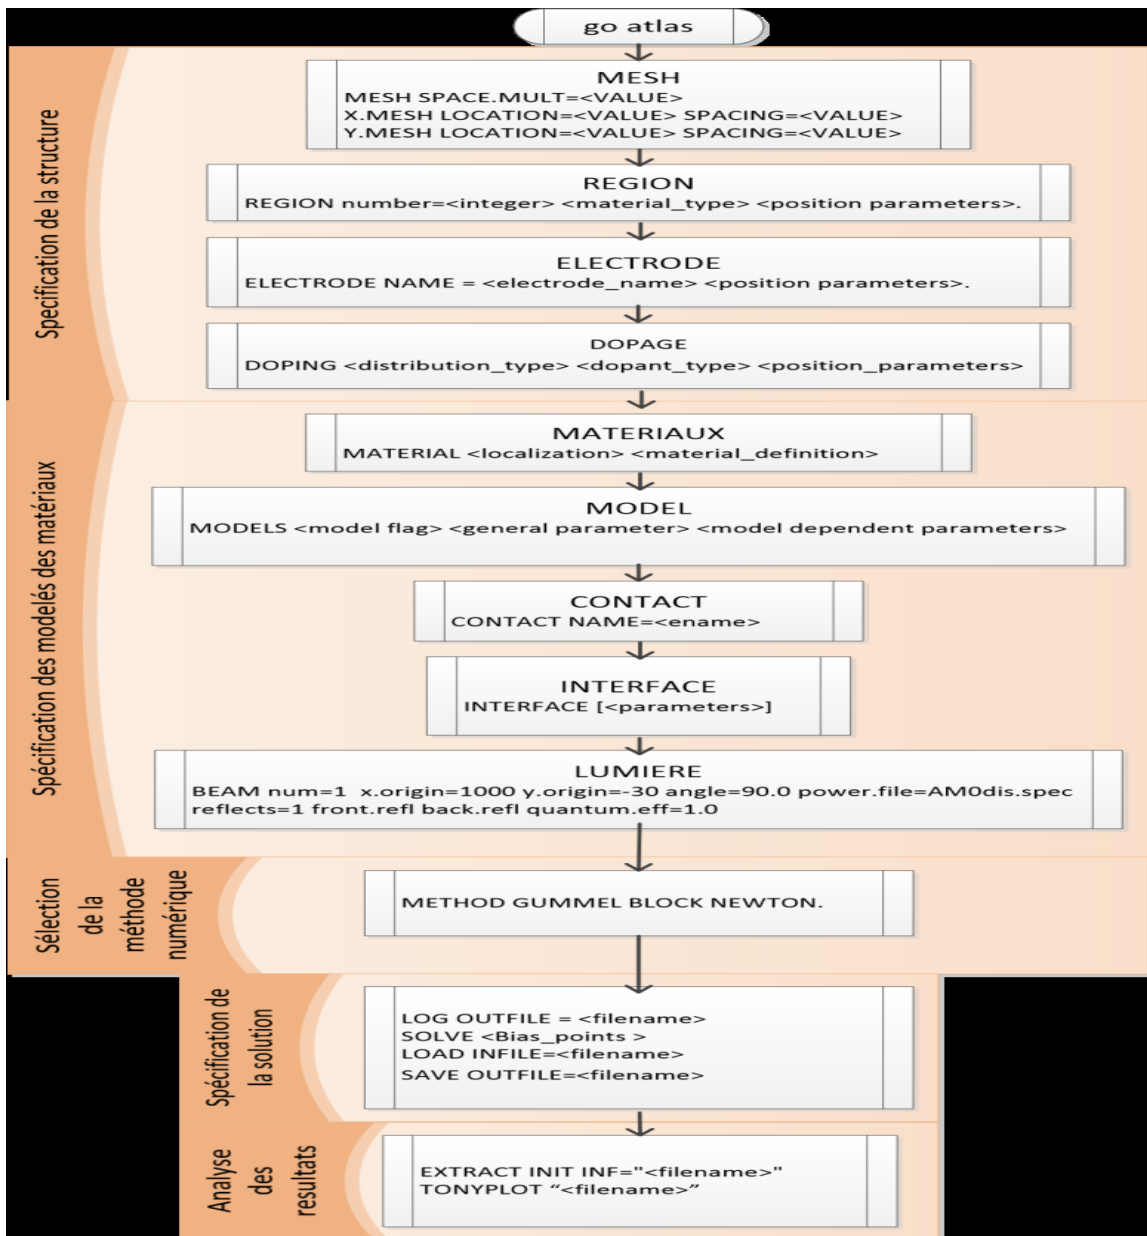 go atlas
Spécification de la structure
MESH
MESH SPACE.MULT=<VALUE>
X.MESH LOCATION=<VALUE> SPACING=<VALUE>
Y.MESH LOCATION=<VALUE> SPACING=<VALUE>
REGION
REGION number=<integer> <material_type> <position parameters>.
ELECTRODE
ELECTRODE NAME = <electrode_name> <position parameters>.
DOPAGE
DOPING <distribution_type> <dopant_type> <position_parameters>
Spécification des modelés des matériaux
MATERIAUX
MATERIAL <localization> <material_definition>
MODEL
MODELS <model flag> <general parameter> <model dependent parameters>
CONTACT
CONTACT NAME=<ename>
INTERFACE
INTERFACE [<parameters>]
LUMIERE
BEAM num=1  x.origin=1000 y.origin=-30 angle=90.0 power.file=AM0dis.spec
reflects=1 front.refl back.refl quantum.eff=1.0
Sélection
de la
méthode
numérique
METHOD GUMMEL BLOCK NEWTON.
Spécification de
la solution
LOG OUTFILE = <filename>
SOLVE <Bias_points >
LOAD INFILE=<filename>
SAVE OUTFILE=<filename>
Analyse
des
resultats
EXTRACT INIT INF="<filename>"
TONYPLOT “<filename>”